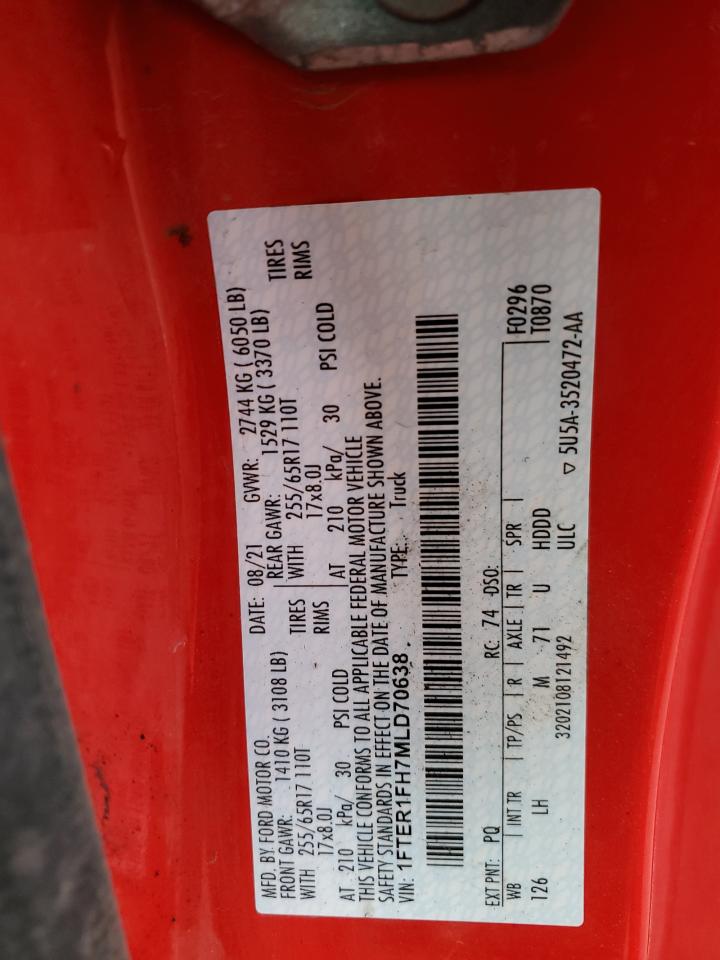 MFD. BY FORD MOTOR CO.
DATE: 08/21 GVWR: 2744 KG ( 6050 LB)
FRONT GAWR: 1410 KG ( 3108 LB)
REAR GAWR: 1529 KG ( 3370 LB)
WITH 255/65R17 110T TIRES
WITH 255/65R17 110T TIRES
17x8.0J RIMS
17x8.0J RIMS
AT 210 kPa/ 30 PSI COLD
AT 210 kPa/ 30 PSI COLD
THIS VEHICLE CONFORMS TO ALL APPLICABLE FEDERAL MOTOR VEHICLE
SAFETY STANDARDS IN EFFECT ON THE DATE OF MANUFACTURE SHOWN ABOVE.
VIN: 1FTER1FH7MLD70638 TYPE: Truck
EXT PNT: PQ RC: 74 DSO: F0296
WB INT TR TP/PS R AXLE TR SPR T0870
126 LH M 71 U HDDD
3202108121492 ULC ▽ 5U5A-3520472-AA